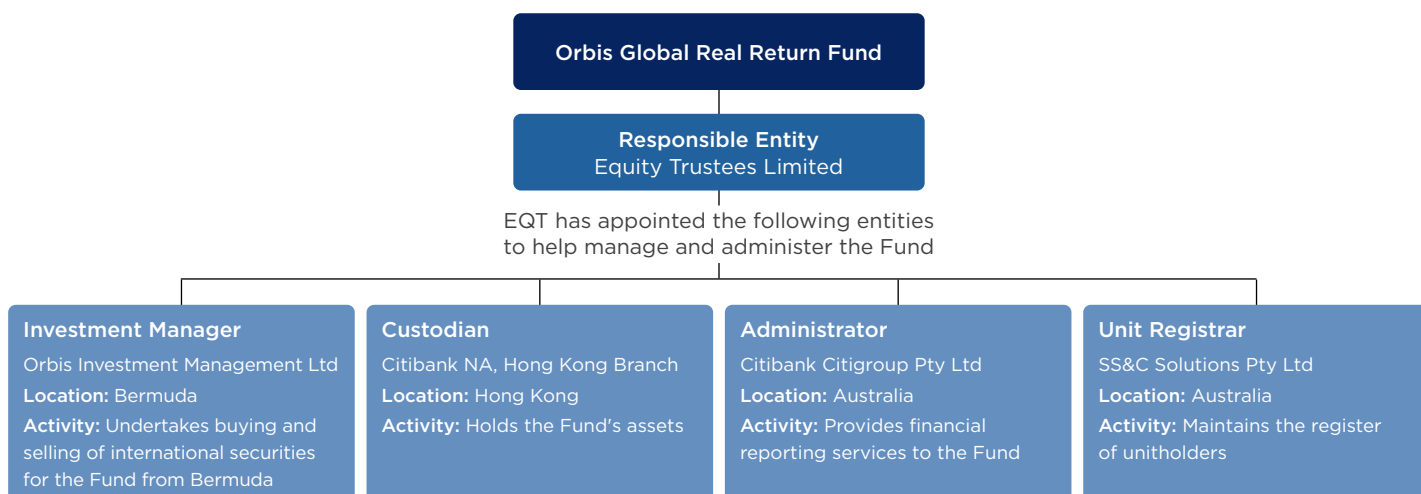 Orbis Global Real Return Fund
Responsible Entity
Equity Trustees Limited
EQT has appointed the following entities
to help manage and administer the Fund
Investment Manager
Orbis Investment Management Ltd
Location: Bermuda
Activity: Undertakes buying and
selling of international securities
for the Fund from Bermuda
Custodian
Citibank NA, Hong Kong Branch
Location: Hong Kong
Activity: Holds the Fund's assets
Administrator
Citibank Citigroup Pty Ltd
Location: Australia
Activity: Provides financial
reporting services to the Fund
Unit Registrar
SS&C Solutions Pty Ltd
Location: Australia
Activity: Maintains the register
of unitholders